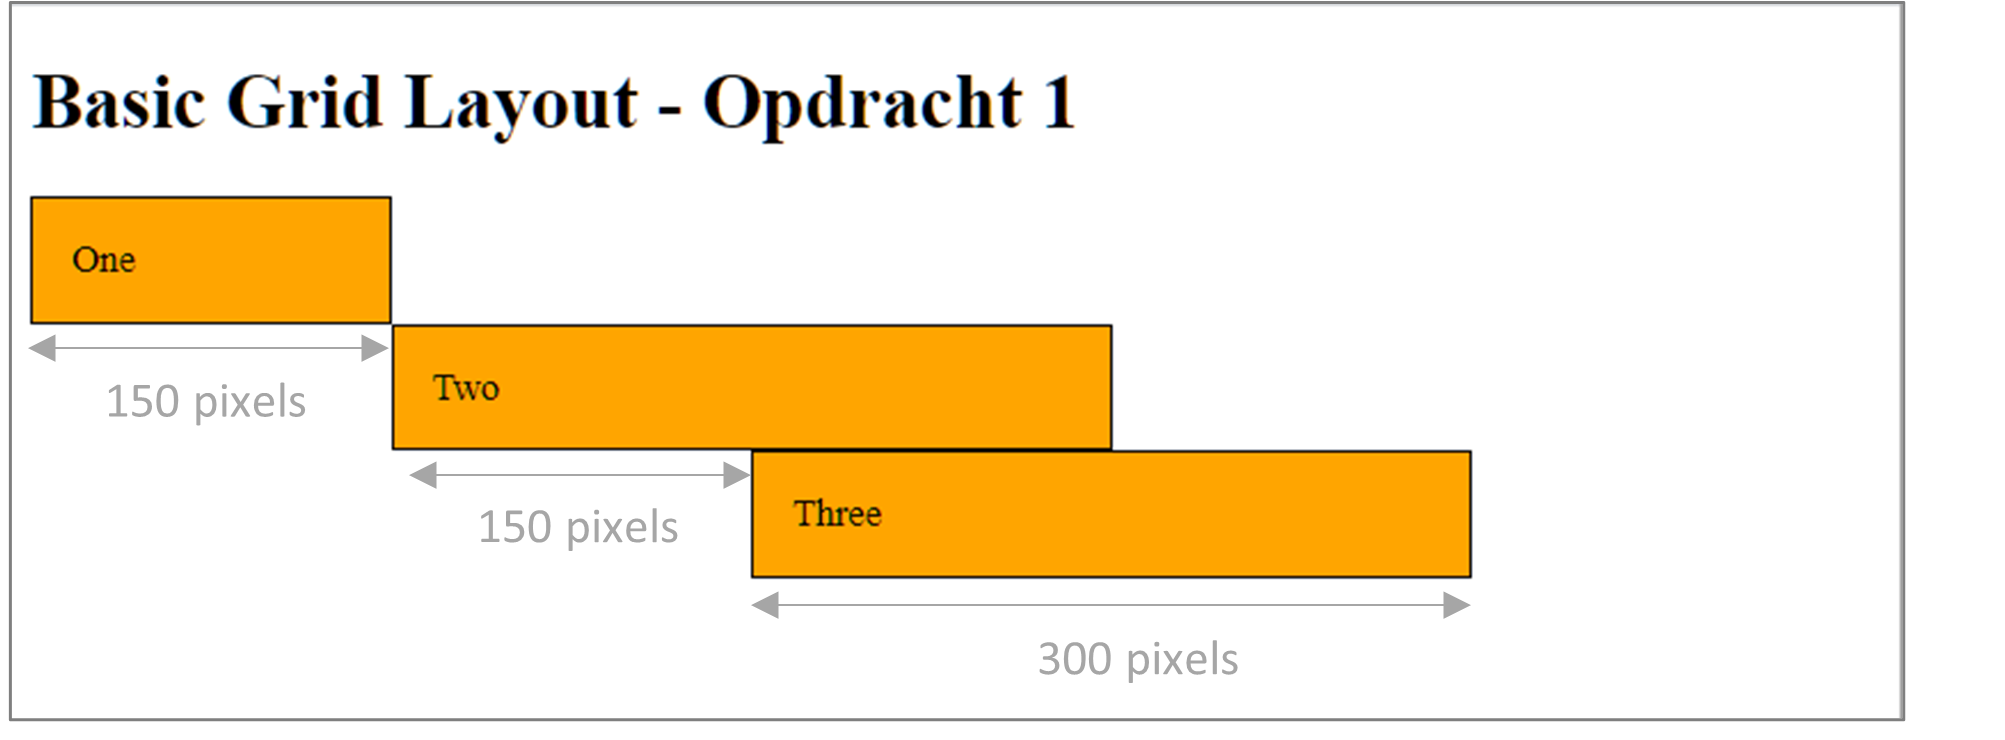 Basic Grid Layout - Opdracht 1
One
150 pixels
Two
150 pixels
Three
300 pixels